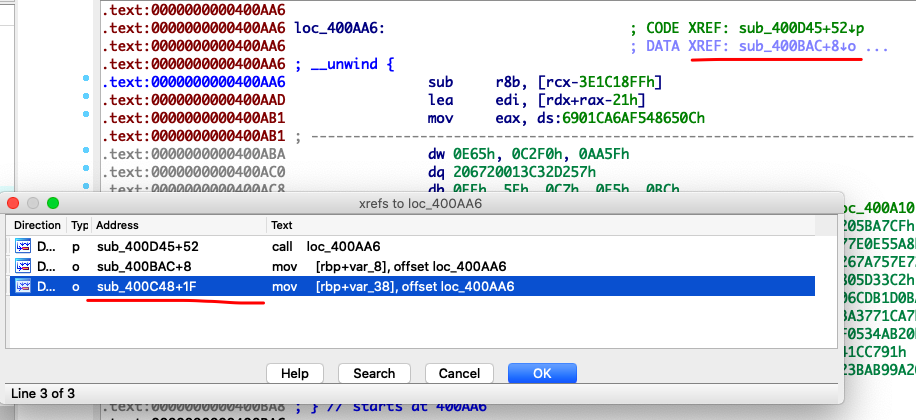 .text:0000000000400AA6
.text:0000000000400AA6 loc_400AA6: ; CODE XREF: sub_400D45+52↓p
.text:0000000000400AA6 ; DATA XREF: sub_400BAC+8↓o ...
.text:0000000000400AA6 ; __unwind {
.text:0000000000400AA6 sub r8b, [rcx-3E1C18FFh]
.text:0000000000400AAD lea edi, [rdx+rax-21h]
.text:0000000000400AB1 mov eax, ds:6901CA6AF548650Ch
.text:0000000000400AB1 ; ---------------------------------------------------------------------------
.text:0000000000400ABA dw 0E65h, 0C2F0h, 0AA5Fh
.text:0000000000400AC0 dq 206720013C32D257h
.text:0000000000400AC8 db 0FFh, 5Fh, 0C7h, 0F5h, 0BCh
xrefs to loc_400AA6
Direction Typ Address Text
D... p sub_400D45+52 call loc_400AA6
D... o sub_400BAC+8 mov [rbp+var_8], offset loc_400AA6
D... o sub_400C48+1F mov [rbp+var_38], offset loc_400AA6
Help Search Cancel OK
Line 3 of 3
oc_400A10
205BA7CFh
77E0E55A8
267A757E7
805D33C2h
06CDB1D0B
3A3771CA7
F0534AB20
41CC791h
23BAB99A2
.text:0000000000400BA8 ; } // starts at 400AA6